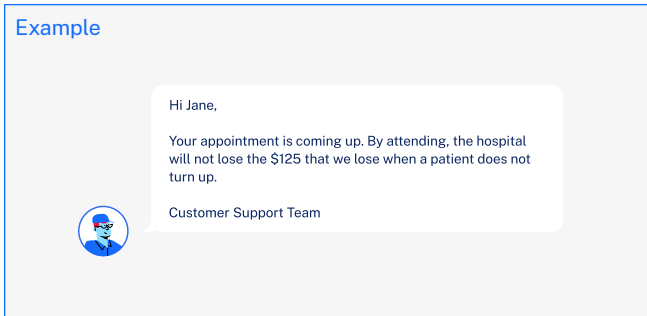 Example
Hi Jane,
Your appointment is coming up. By attending, the hospital
will not lose the $125 that we lose when a patient does not
turn up.
Customer Support Team